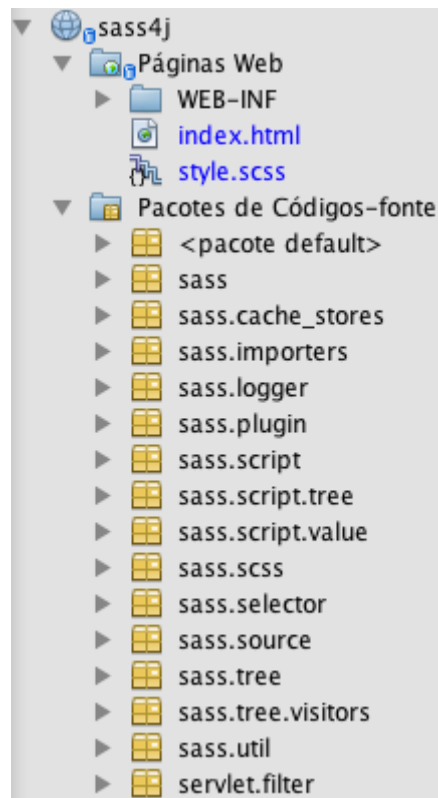 sass4j
Páginas Web
WEB-INF
index.html
style.scss
Pacotes de Códigos-fonte
<pacote default>
sass
sass.cache_stores
sass.importers
sass.logger
sass.plugin
sass.script
sass.script.tree
sass.script.value
sass.scss
sass.selector
sass.source
sass.tree
sass.tree.visitors
sass.util
servlet.filter